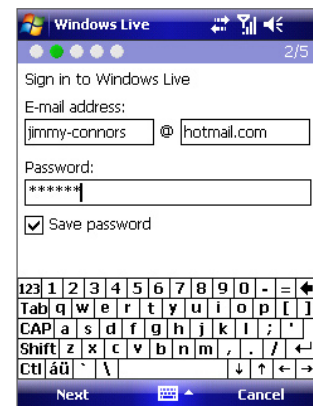 Windows Live
2/5
Sign in to Windows Live
E-mail address:
jimmy-connors @ hotmail.com
Password:
******
Save password
123 1 2 3 4 5 6 7 8 9 0 - =
Tab q w e r t y u i o p [ ]
CAP a s d f g h j k l ; '
Shift z x c v b n m , . /
Ctl áü ` \ ↓ ↑ ← →
Next Cancel